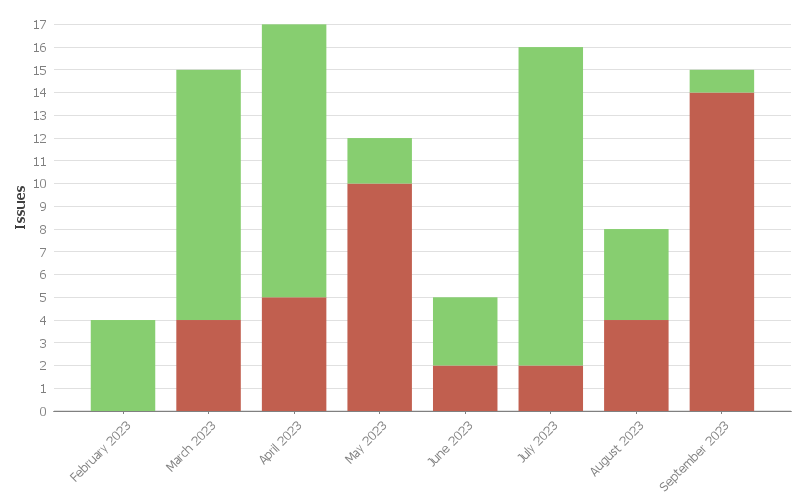 17
16
15
14
13
12
11
10
9
8
7
6
5
4
3
2
1
0
Issues
February 2023
March 2023
April 2023
May 2023
June 2023
July 2023
August 2023
September 2023